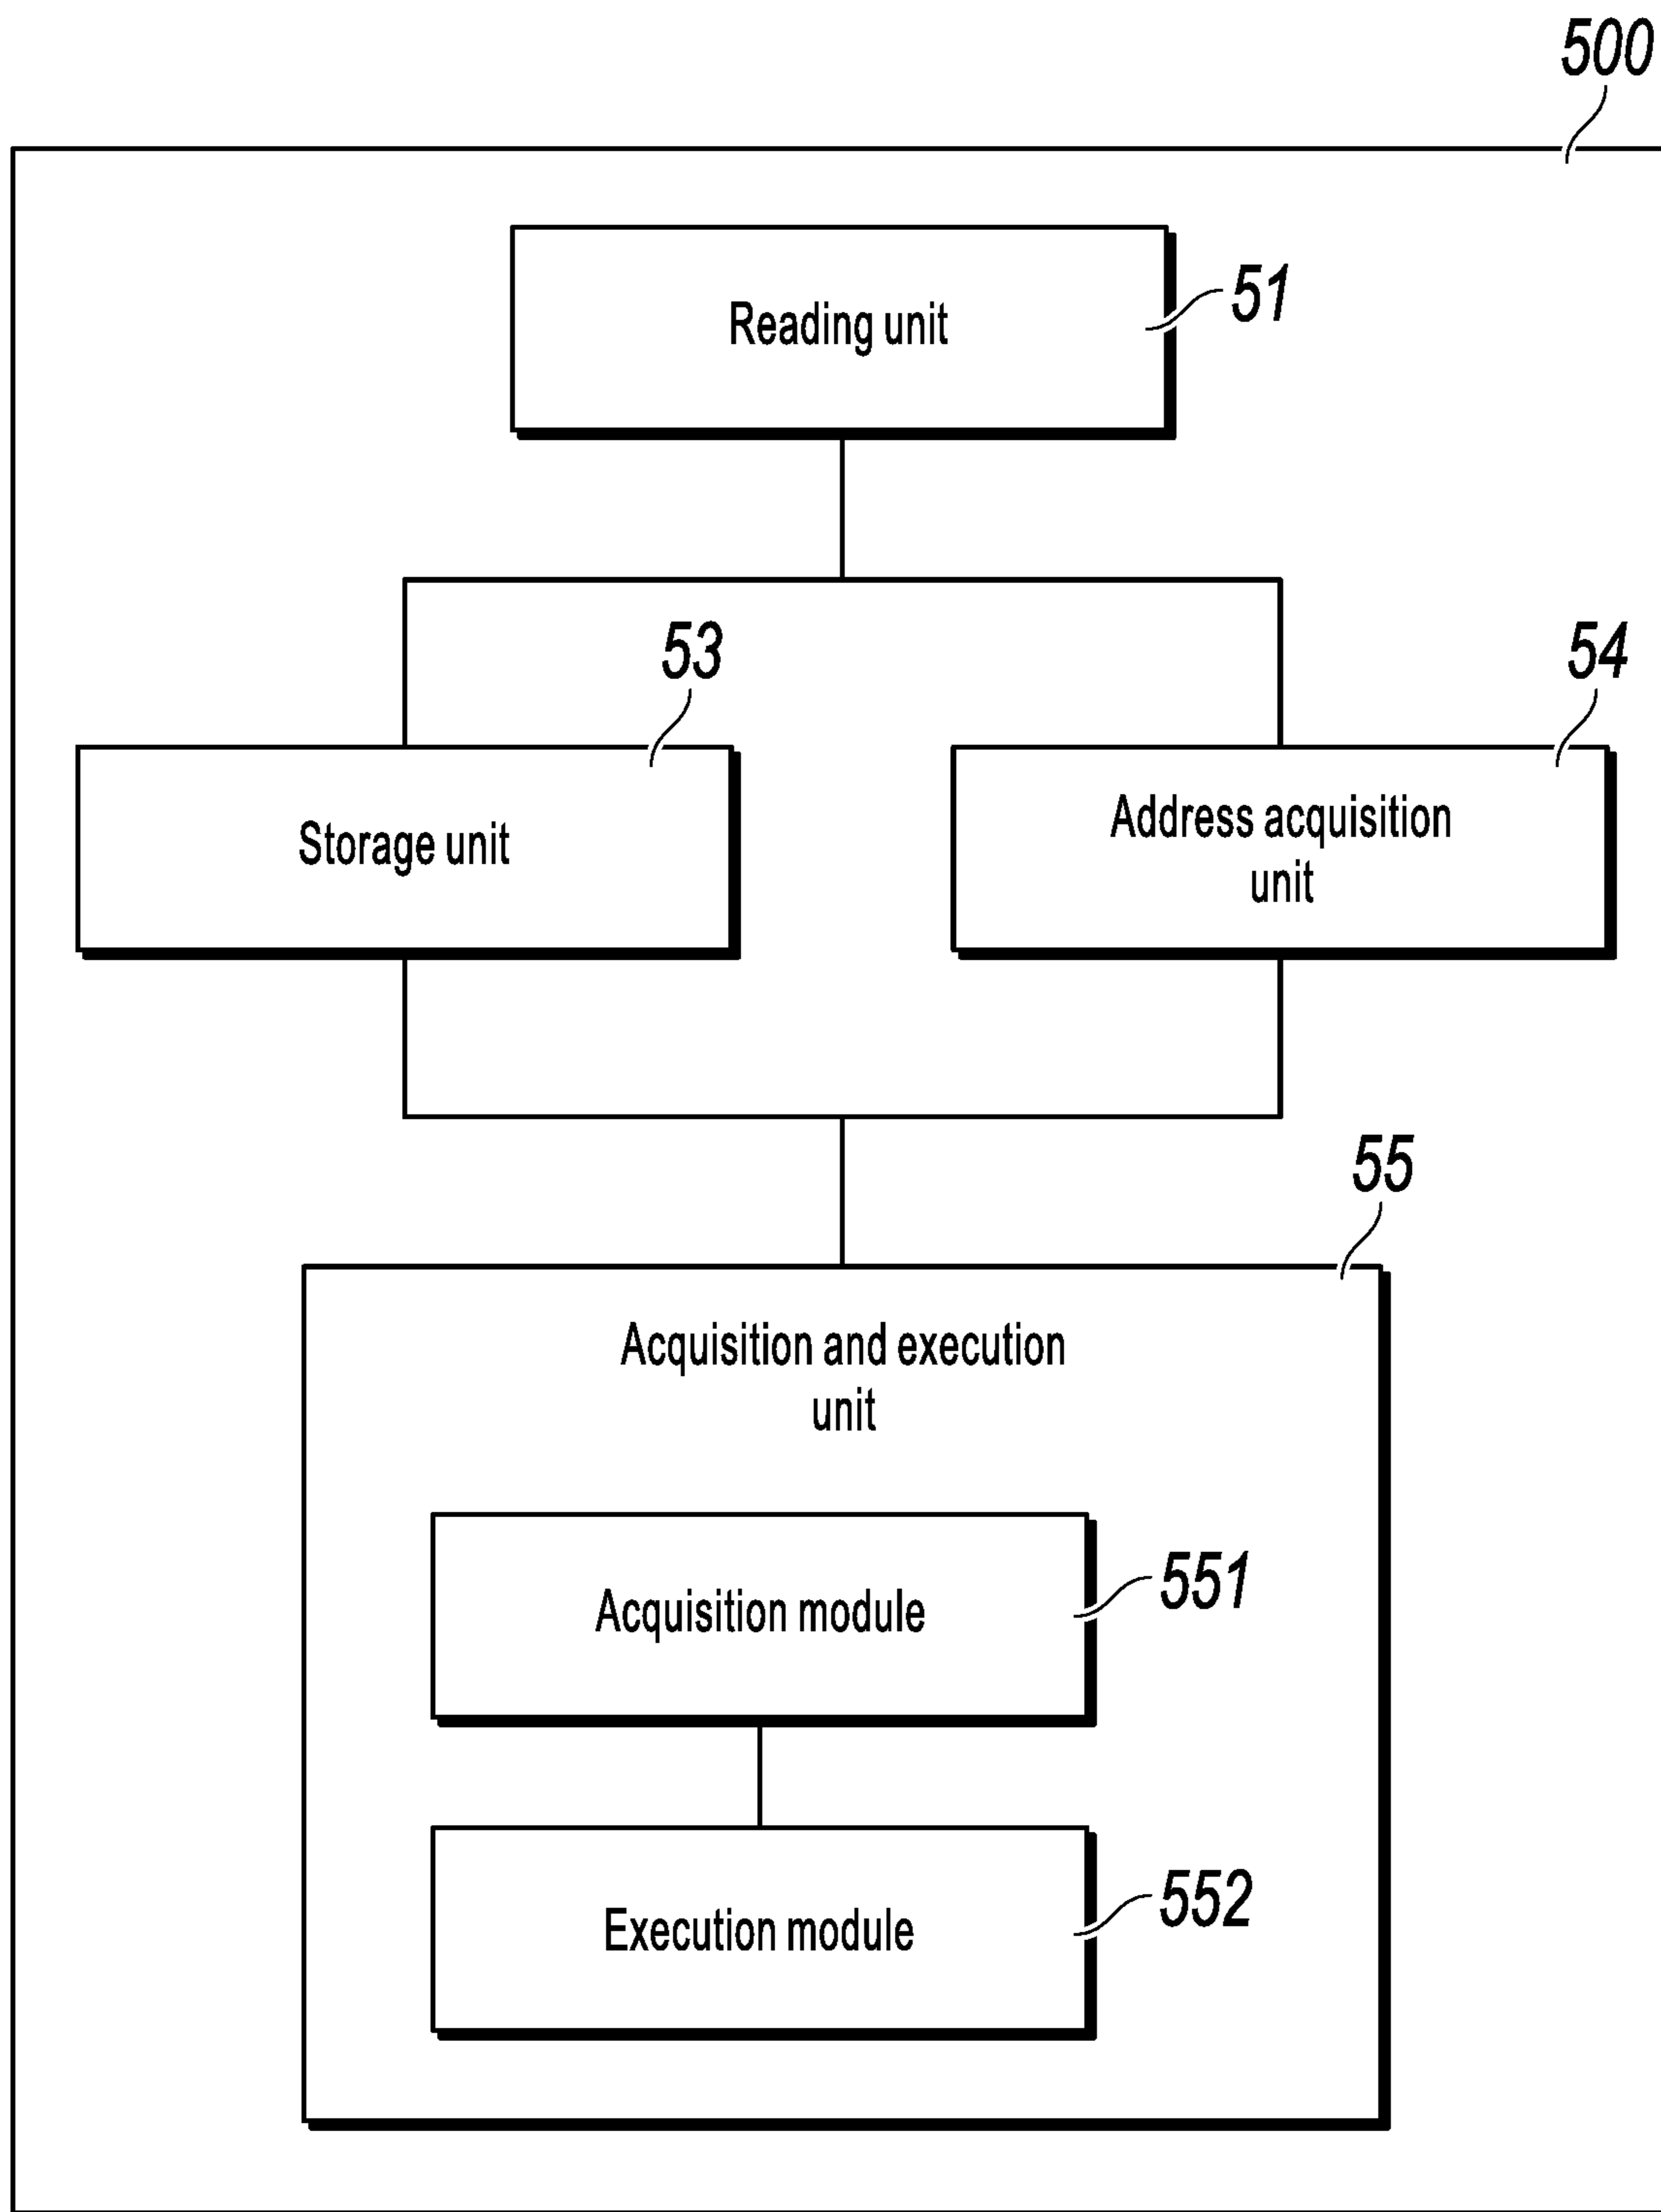 500
Reading unit
51
53
54
Storage unit
Address acquisition
unit
55
Acquisition and execution
unit
Acquisition module
551
Execution module
552